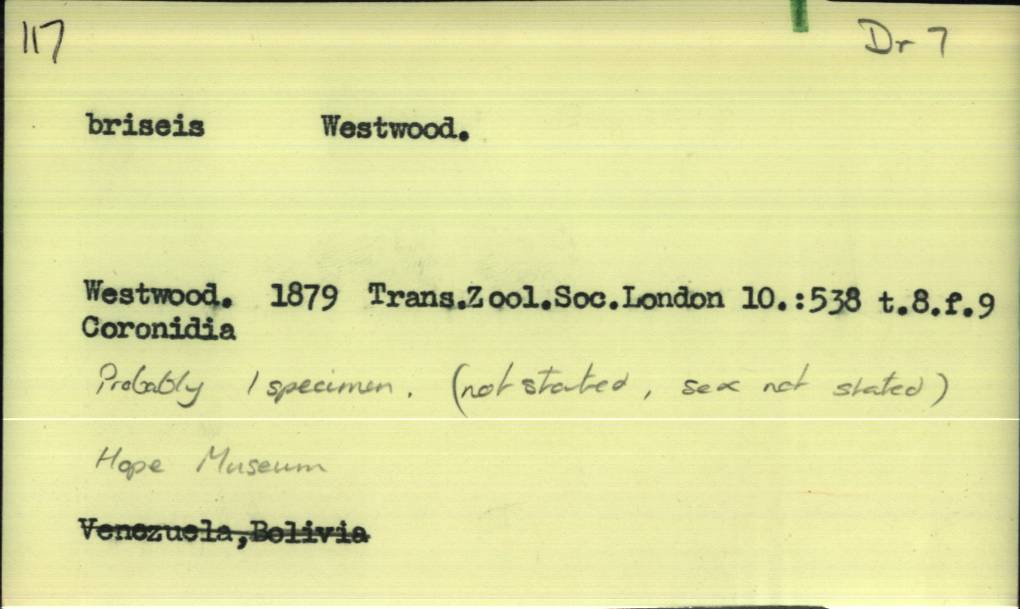 117
Dr 7
briseis Westwood.
Westwood. 1879 Trans.Zool.Soc.London 10.:538 t.8.f.9
Coronidia
Probably 1 specimen. (not stated, sex not stated)
Hope Museum
Venezuela,Bolivia